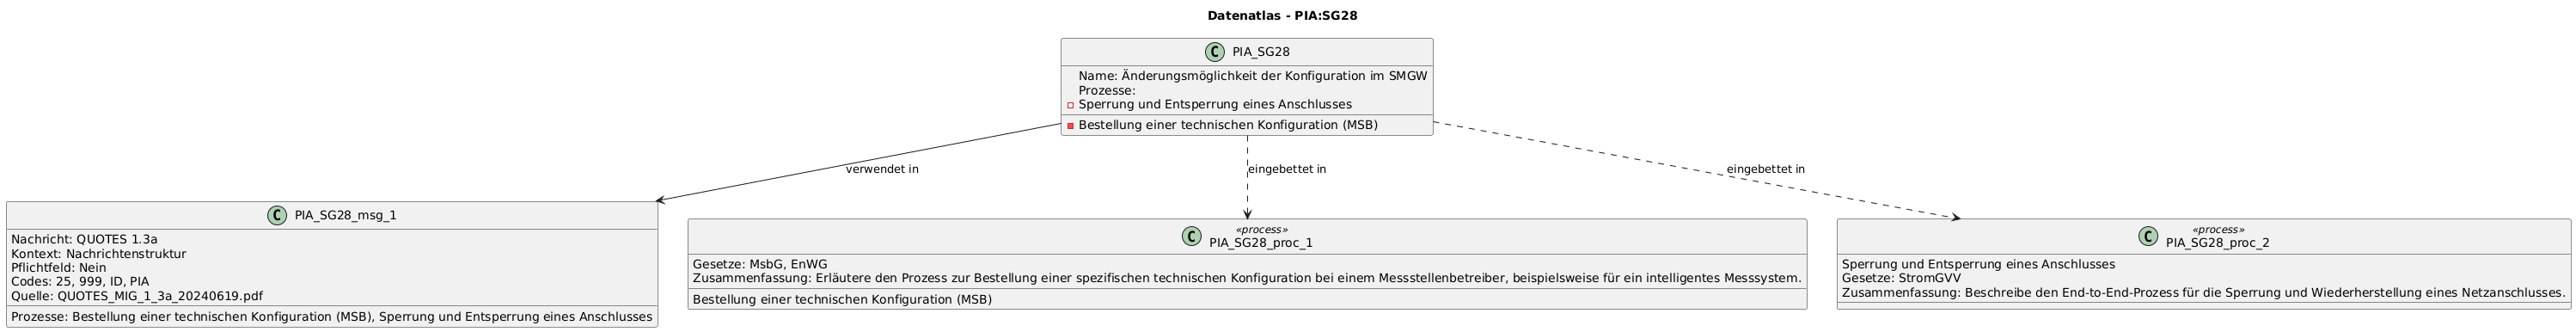 Datenatlas - PIA:SG28
C PIA_SG28
Name: Änderungsmöglichkeit der Konfiguration im SMGW
Prozesse:
Sperrung und Entsperrung eines Anschlusses
Bestellung einer technischen Konfiguration (MSB)
verwendet in
eingebettet in
eingebettet in
C PIA_SG28_msg_1
Nachricht: QUOTES 1.3a
Kontext: Nachrichtenstruktur
Pflichtfeld: Nein
Codes: 25, 999, ID, PIA
Quelle: QUOTES_MIG_1_3a_20240619.pdf
Prozesse: Bestellung einer technischen Konfiguration (MSB), Sperrung und Entsperrung eines Anschlusses
«process»
C PIA_SG28_proc_1
Gesetze: MsbG, EnWG
Zusammenfassung: Erläutere den Prozess zur Bestellung einer spezifischen technischen Konfiguration bei einem Messstellenbetreiber, beispielsweise für ein intelligentes Messsystem.
Bestellung einer technischen Konfiguration (MSB)
«process»
C PIA_SG28_proc_2
Sperrung und Entsperrung eines Anschlusses
Gesetze: StromGVV
Zusammenfassung: Beschreibe den End-to-End-Prozess für die Sperrung und Wiederherstellung eines Netzanschlusses.